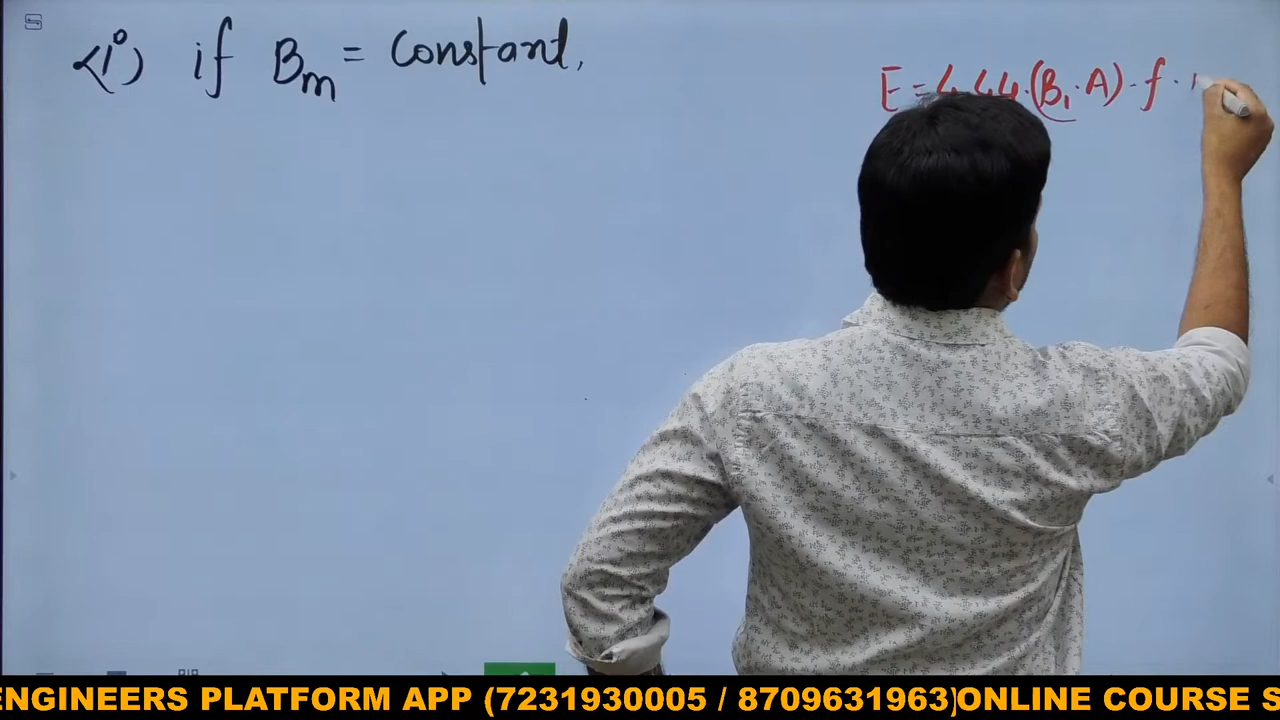 (i) if Bm = Constant,
E = 4.44.(B1.A).f.
ENGINEERS PLATFORM APP (7231930005 / 8709631963) ONLINE COURSE S